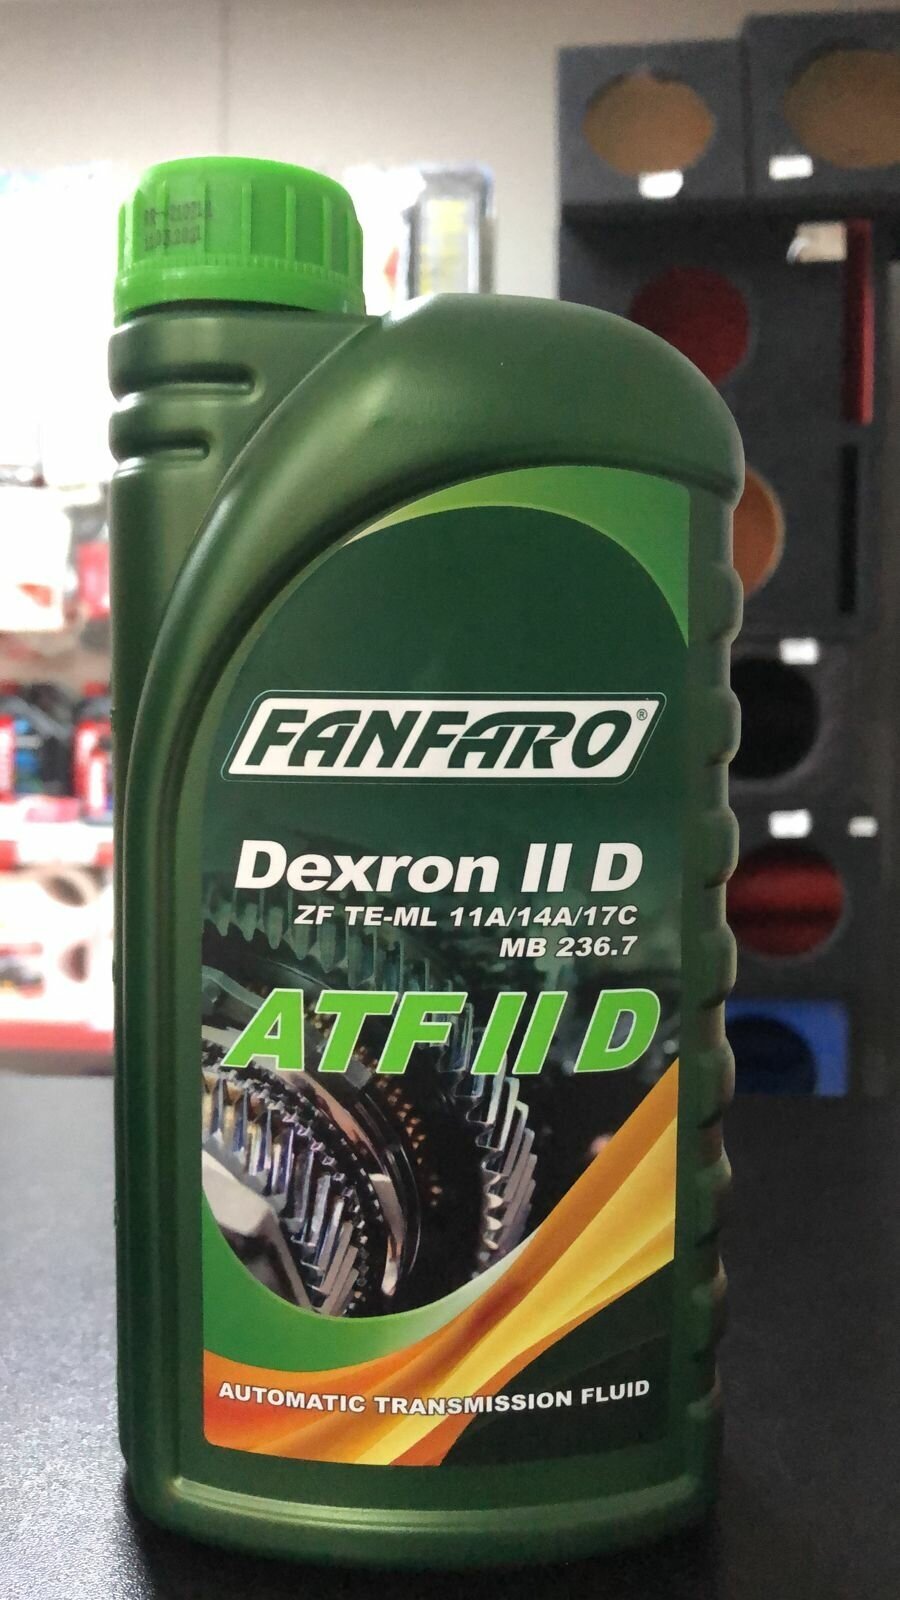 FANFARO®
Dexron II D
ZF TE-ML 11A/14A/17C
MB 236.7
ATF II D
AUTOMATIC TRANSMISSION FLUID